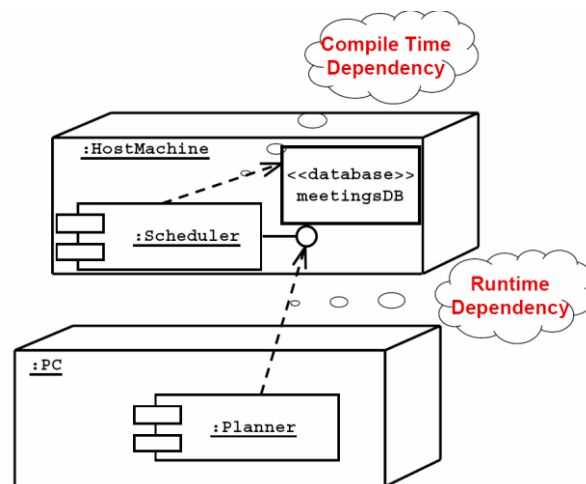 Compile Time
Dependency
:HostMachine
<<database>>
meetingsDB
:Scheduler
Runtime
Dependency
:PC
:Planner